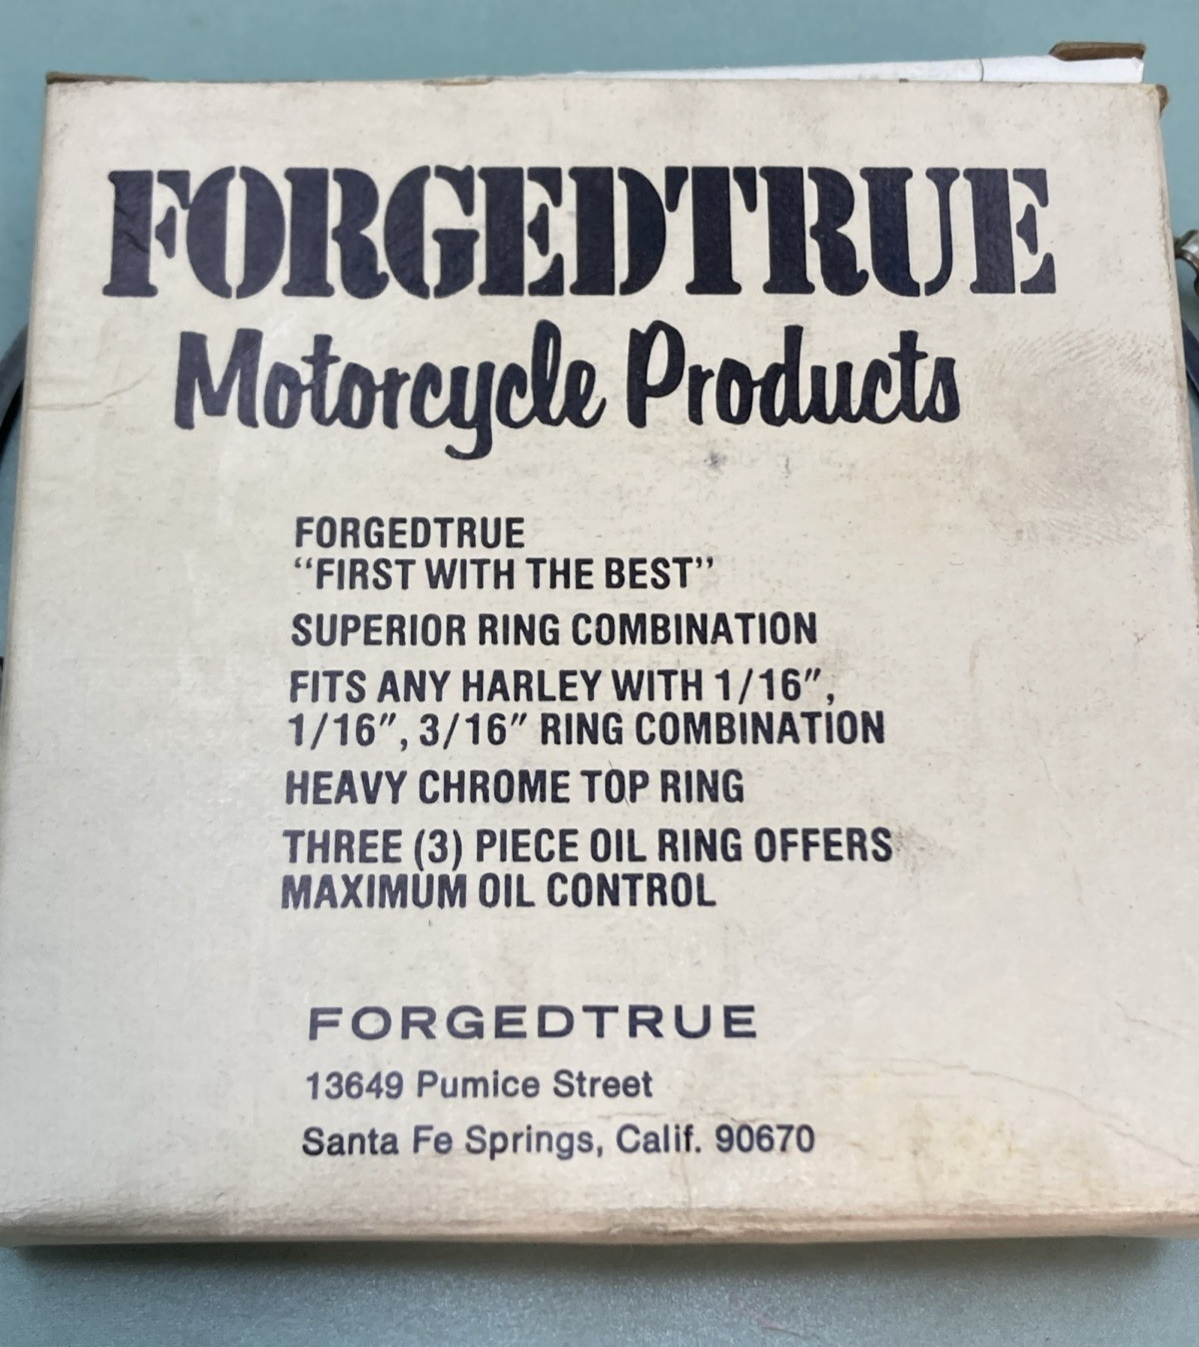 FORGEDTRUE
Motorcycle Products
FORGEDTRUE
“FIRST WITH THE BEST”
SUPERIOR RING COMBINATION
FITS ANY HARLEY WITH 1/16″,
1/16″, 3/16″ RING COMBINATION
HEAVY CHROME TOP RING
THREE (3) PIECE OIL RING OFFERS
MAXIMUM OIL CONTROL
FORGEDTRUE
13649 Pumice Street
Santa Fe Springs, Calif. 90670